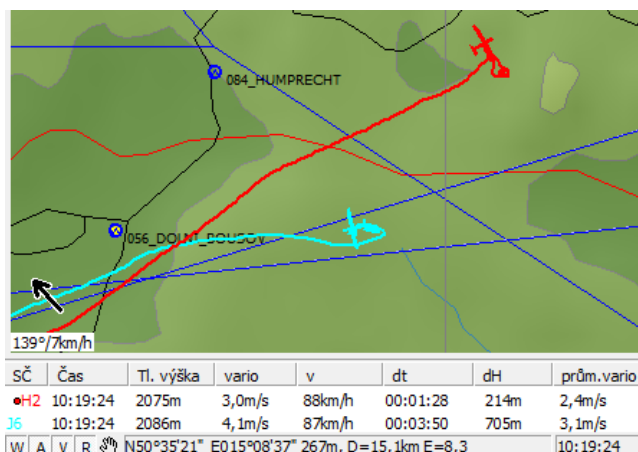 084_HUMPRECHT
056_DOLNI_BOUSOV
139°/7km/h
SČ Čas Tl. výška vario v dt dH prům.vario
H2 10:19:24 2075m 3,0m/s 88km/h 00:01:28 214m 2,4m/s
J6 10:19:24 2086m 4,1m/s 87km/h 00:03:50 705m 3,1m/s
W A V R N50°35'21" E015°08'37" 267m, D=15,1km E=8,3 10:19:24